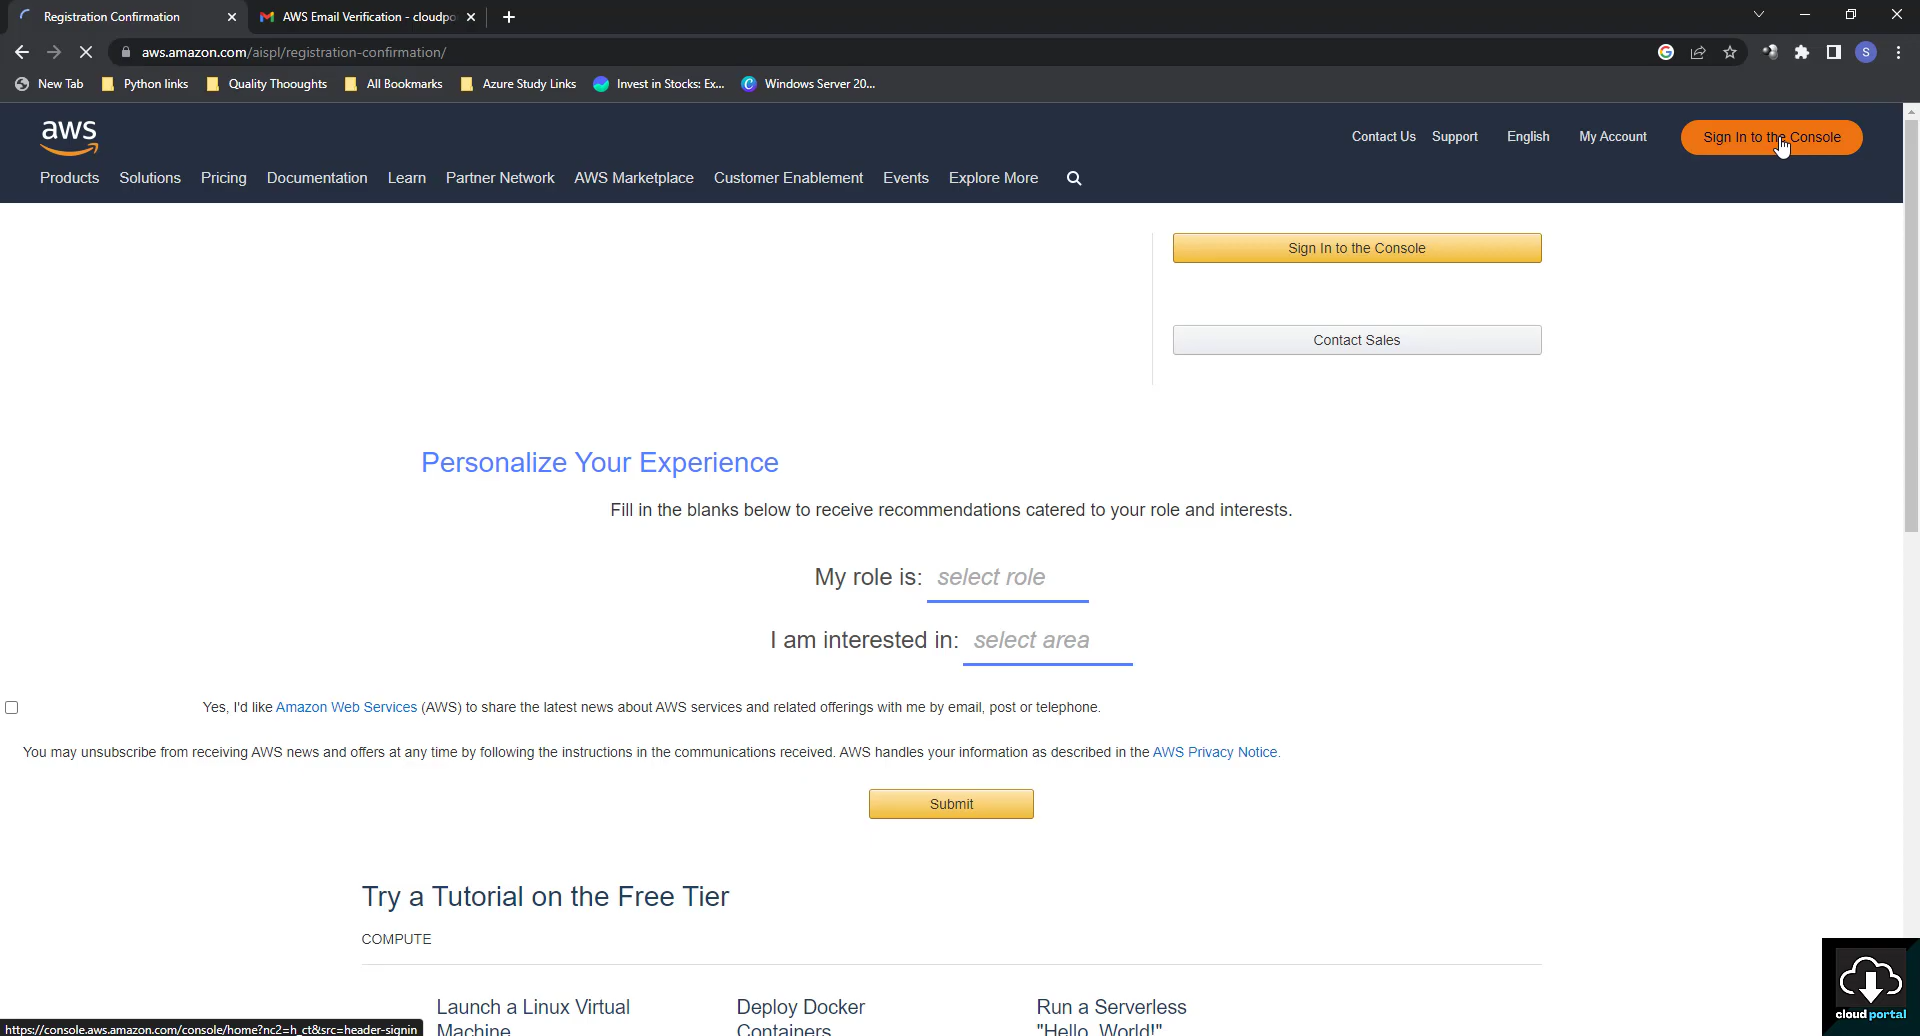 Registration Confirmation
AWS Email Verification - cloudpo
aws.amazon.com/aispl/registration-confirmation/
S
New Tab
Python links
Quality Thooughts
All Bookmarks
Azure Study Links
Invest in Stocks: Ex...
Windows Server 20...
aws
Contact Us
Support
English
My Account
Sign In to the Console
Products
Solutions
Pricing
Documentation
Learn
Partner Network
AWS Marketplace
Customer Enablement
Events
Explore More
Sign In to the Console
Contact Sales
Personalize Your Experience
Fill in the blanks below to receive recommendations catered to your role and interests.
My role is: select role
I am interested in: select area
Yes, I'd like Amazon Web Services (AWS) to share the latest news about AWS services and related offerings with me by email, post or telephone.
You may unsubscribe from receiving AWS news and offers at any time by following the instructions in the communications received. AWS handles your information as described in the AWS Privacy Notice.
Submit
Try a Tutorial on the Free Tier
COMPUTE
Launch a Linux Virtual
Machine
Deploy Docker
Containers
Run a Serverless
"Hello, World!"
https://console.aws.amazon.com/console/home?nc2=h_ct&src=header-signin
cloud portal